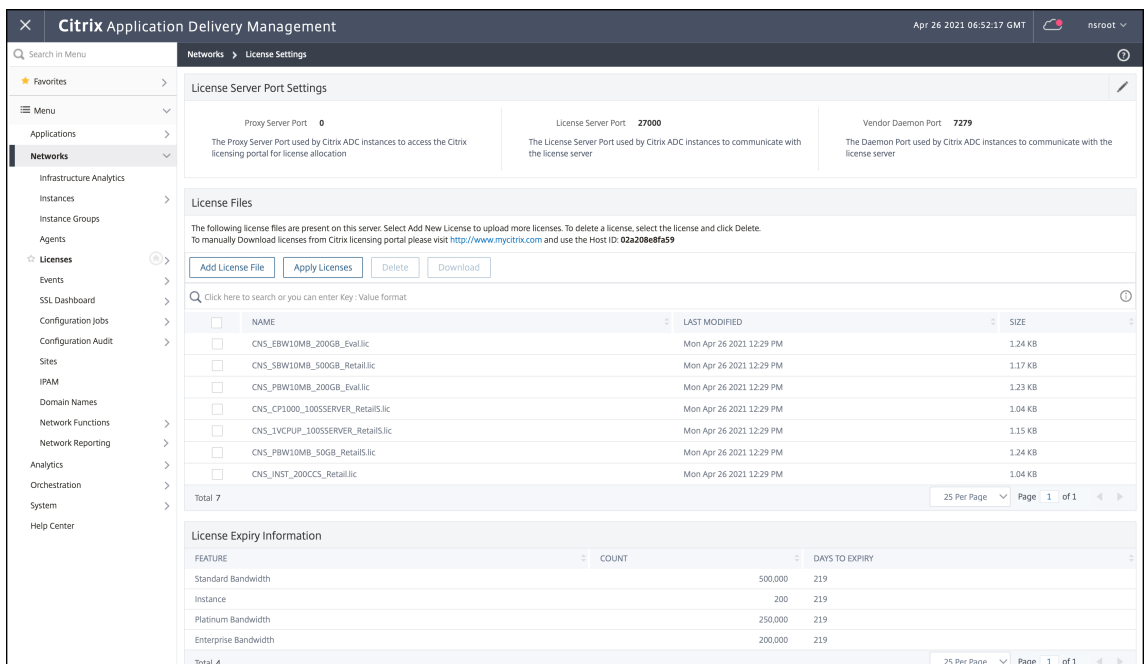 Citrix Application Delivery Management
Apr 26 2021 06:52:17 GMT
nsroot
Search in Menu
Networks > License Settings
Favorites
Menu
Applications
Networks
Infrastructure Analytics
Instances
Instance Groups
Agents
Licenses
Events
SSL Dashboard
Configuration Jobs
Configuration Audit
Sites
IPAM
Domain Names
Network Functions
Network Reporting
Analytics
Orchestration
System
Help Center
License Server Port Settings
Proxy Server Port 0
The Proxy Server Port used by Citrix ADC instances to access the Citrix
licensing portal for license allocation
License Server Port 27000
The License Server Port used by Citrix ADC instances to communicate with
the license server
Vendor Daemon Port 7279
The Daemon Port used by Citrix ADC instances to communicate with the
license server
License Files
The following license files are present on this server. Select Add New License to upload more licenses. To delete a license, select the license and click Delete.
To manually Download licenses from Citrix licensing portal please visit http://www.mycitrix.com and use the Host ID: 02a208e8fa59
Add License File Apply Licenses Delete Download
Click here to search or you can enter Key : Value format
NAME LAST MODIFIED SIZE
CNS_EBW10MB_200GB_Eval.lic Mon Apr 26 2021 12:29 PM 1.24 KB
CNS_SBW10MB_500GB_Retail.lic Mon Apr 26 2021 12:29 PM 1.17 KB
CNS_PBW10MB_200GB_Eval.lic Mon Apr 26 2021 12:29 PM 1.23 KB
CNS_CP1000_100SSERVER_RetailS.lic Mon Apr 26 2021 12:29 PM 1.04 KB
CNS_1VCPUP_100SSERVER_RetailS.lic Mon Apr 26 2021 12:29 PM 1.15 KB
CNS_PBW10MB_50GB_RetailS.lic Mon Apr 26 2021 12:29 PM 1.24 KB
CNS_INST_200CCS_Retail.lic Mon Apr 26 2021 12:29 PM 1.04 KB
Total 7 25 Per Page Page 1 of 1
License Expiry Information
FEATURE COUNT DAYS TO EXPIRY
Standard Bandwidth 500,000 219
Instance 200 219
Platinum Bandwidth 250,000 219
Enterprise Bandwidth 200,000 219
Total 4 25 Per Page Page 1 of 1